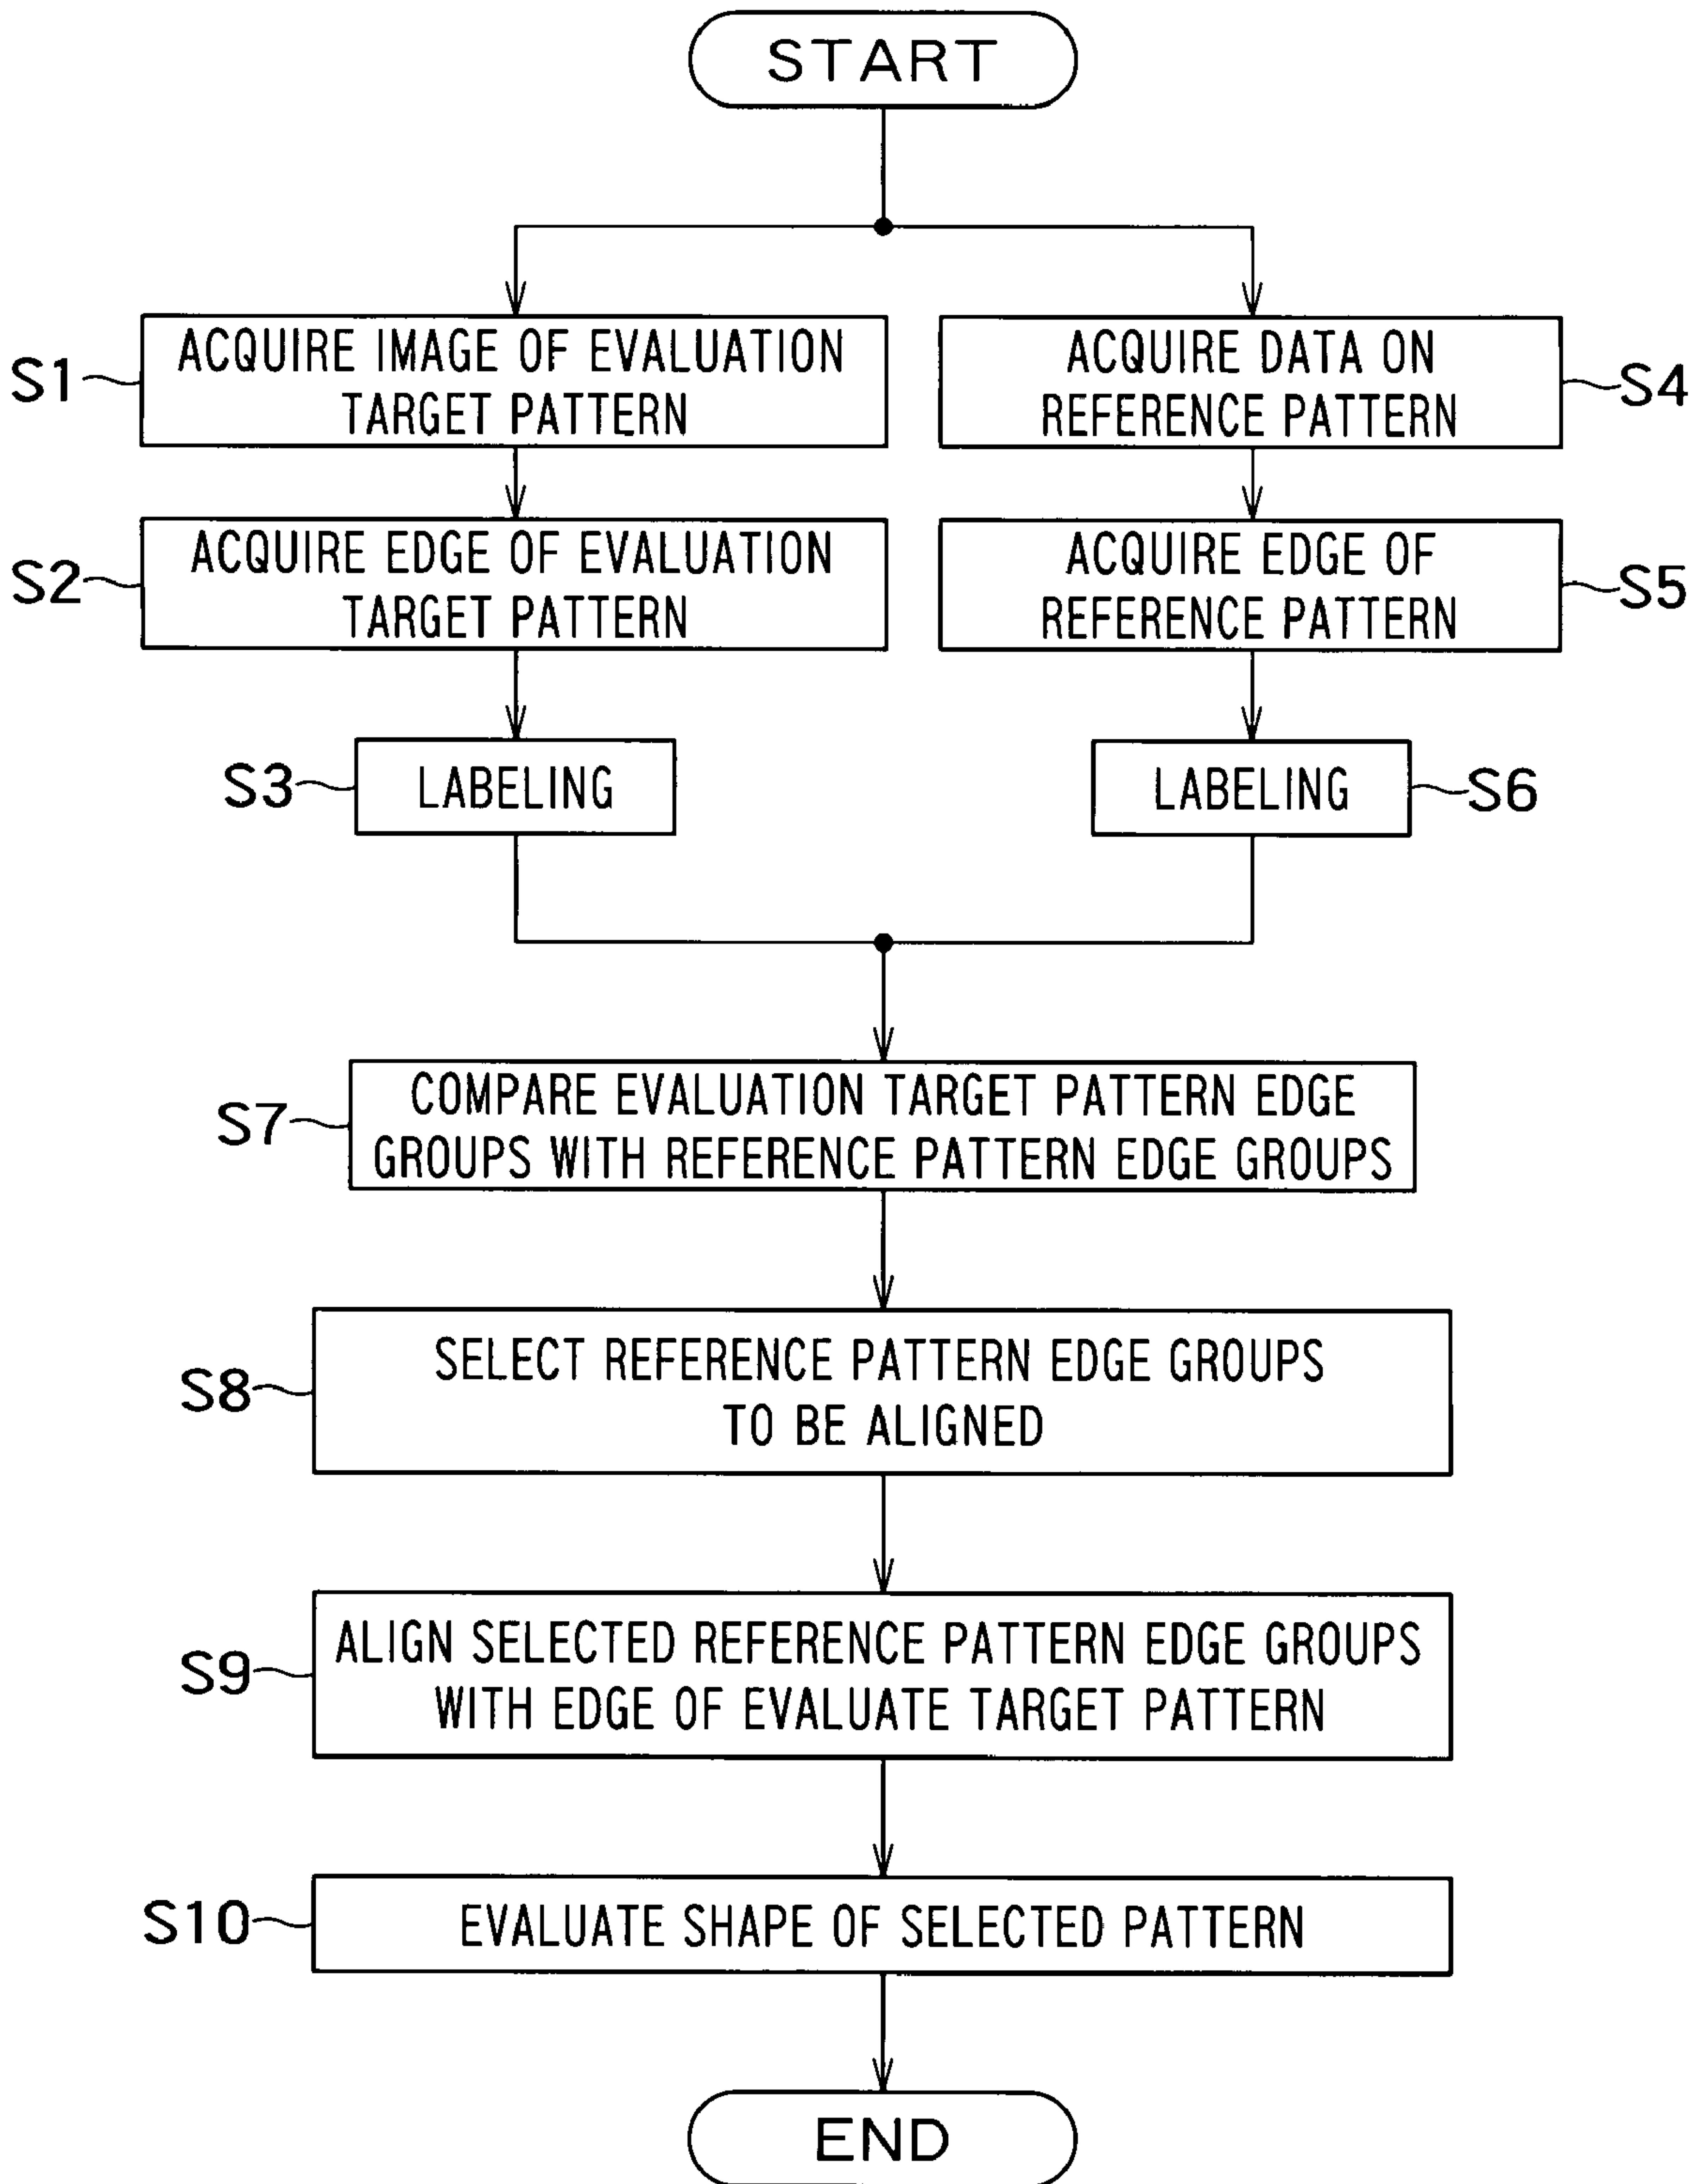 START
S1
ACQUIRE IMAGE OF EVALUATION
TARGET PATTERN
ACQUIRE DATA ON
REFERENCE PATTERN
S4
S2
ACQUIRE EDGE OF EVALUATION
TARGET PATTERN
ACQUIRE EDGE OF
REFERENCE PATTERN
S5
S3
LABELING
LABELING
S6
S7
COMPARE EVALUATION TARGET PATTERN EDGE
GROUPS WITH REFERENCE PATTERN EDGE GROUPS
S8
SELECT REFERENCE PATTERN EDGE GROUPS
TO BE ALIGNED
S9
ALIGN SELECTED REFERENCE PATTERN EDGE GROUPS
WITH EDGE OF EVALUATE TARGET PATTERN
S10
EVALUATE SHAPE OF SELECTED PATTERN
END